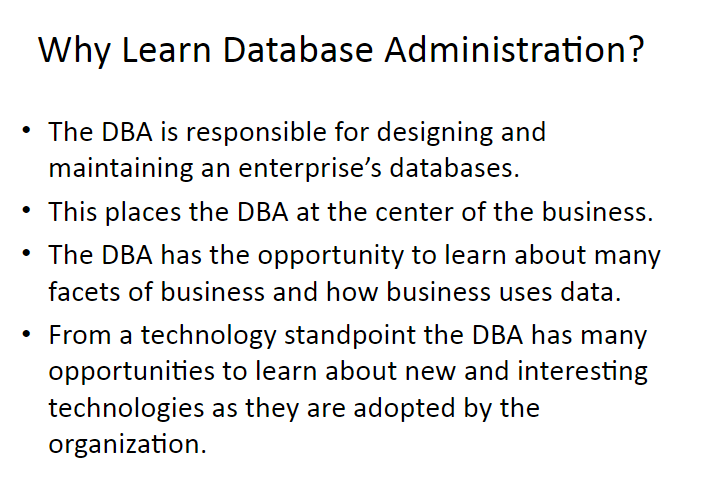 Why Learn Database Administration?
• The DBA is responsible for designing and
maintaining an enterprise’s databases.
• This places the DBA at the center of the business.
• The DBA has the opportunity to learn about many
facets of business and how business uses data.
• From a technology standpoint the DBA has many
opportunities to learn about new and interesting
technologies as they are adopted by the
organization.